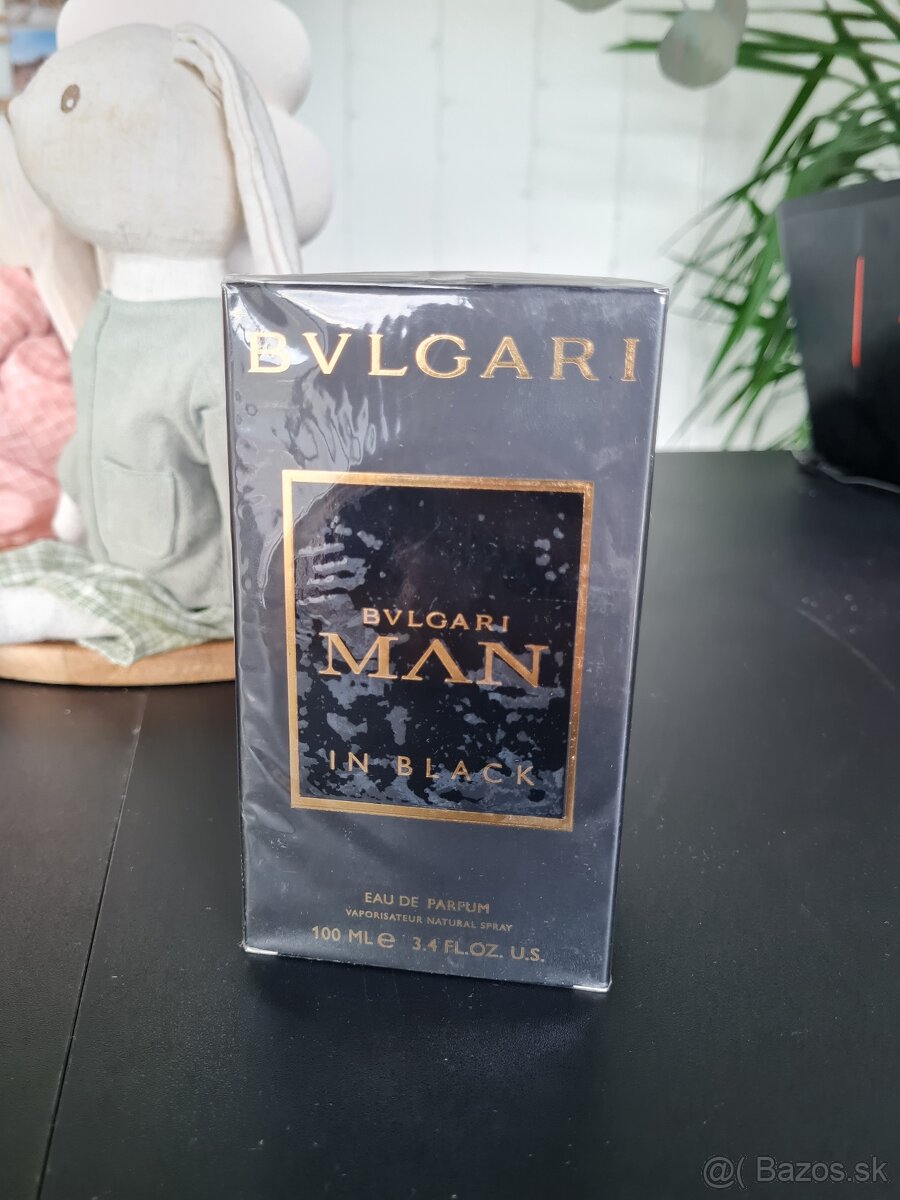 BVLGARI
BVLGARI
MAN
IN BLACK
EAU DE PARFUM
VAPORISATEUR NATURAL SPRAY
100 ML e 3.4 FL.OZ. U.S.
@( Bazos.sk